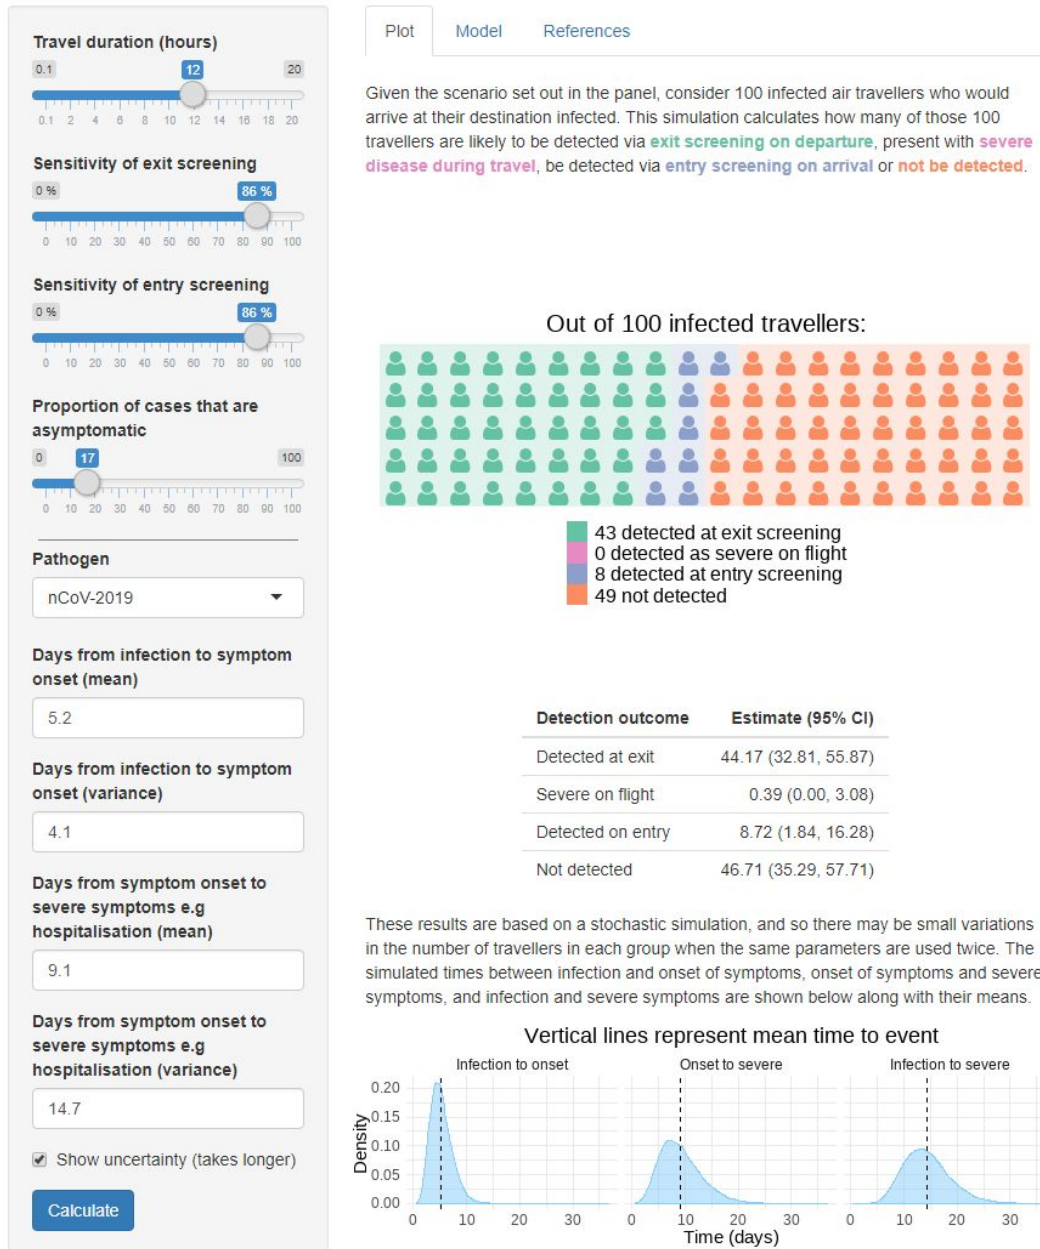 Travel duration (hours)
0.1 12 20
0.1 2 4 6 8 10 12 14 16 18 20
Sensitivity of exit screening
0 % 86 %
0 10 20 30 40 50 60 70 80 90 100
Sensitivity of entry screening
0 % 86 %
0 10 20 30 40 50 60 70 80 90 100
Proportion of cases that are
asymptomatic
0 17 100
0 10 20 30 40 50 60 70 80 90 100
Pathogen
nCoV-2019
Days from infection to symptom
onset (mean)
5.2
Days from infection to symptom
onset (variance)
4.1
Days from symptom onset to
severe symptoms e.g
hospitalisation (mean)
9.1
Days from symptom onset to
severe symptoms e.g
hospitalisation (variance)
14.7
Show uncertainty (takes longer)
Calculate
Plot Model References
Given the scenario set out in the panel, consider 100 infected air travellers who would
arrive at their destination infected. This simulation calculates how many of those 100
travellers are likely to be detected via exit screening on departure, present with severe
disease during travel, be detected via entry screening on arrival or not be detected.
Out of 100 infected travellers:
43 detected at exit screening
0 detected as severe on flight
8 detected at entry screening
49 not detected
Detection outcome Estimate (95% CI)
Detected at exit 44.17 (32.81, 55.87)
Severe on flight 0.39 (0.00, 3.08)
Detected on entry 8.72 (1.84, 16.28)
Not detected 46.71 (35.29, 57.71)
These results are based on a stochastic simulation, and so there may be small variations
in the number of travellers in each group when the same parameters are used twice. The
simulated times between infection and onset of symptoms, onset of symptoms and severe
symptoms, and infection and severe symptoms are shown below along with their means.
Vertical lines represent mean time to event
Infection to onset Onset to severe Infection to severe
Density
0.20
0.15
0.10
0.05
0.00
0 10 20 30 0 10 20 30 0 10 20 30
Time (days)